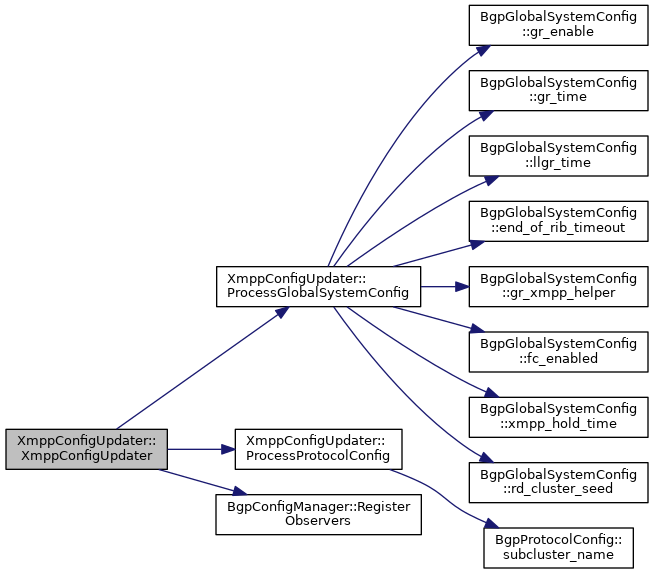 BgpGlobalSystemConfig
::gr_enable
BgpGlobalSystemConfig
::gr_time
BgpGlobalSystemConfig
::llgr_time
BgpGlobalSystemConfig
::end_of_rib_timeout
XmppConfigUpdater::
ProcessGlobalSystemConfig
BgpGlobalSystemConfig
::gr_xmpp_helper
BgpGlobalSystemConfig
::fc_enabled
BgpGlobalSystemConfig
::xmpp_hold_time
XmppConfigUpdater::
XmppConfigUpdater
XmppConfigUpdater::
ProcessProtocolConfig
BgpGlobalSystemConfig
::rd_cluster_seed
BgpConfigManager::Register
Observers
BgpProtocolConfig::
subcluster_name